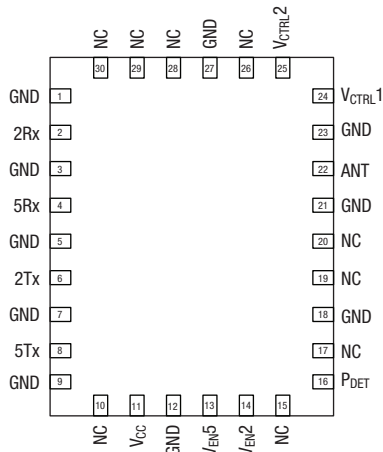 NC
NC
NC
GND
NC
VCTRL2
30
29
28
27
26
25
GND 1
2Rx 2
GND 3
5Rx 4
GND 5
2Tx 6
GND 7
5Tx 8
GND 9
24 VCTRL1
23 GND
22 ANT
21 GND
20 NC
19 NC
18 GND
17 NC
16 PDET
10
11
12
13
14
15
NC
VCC
GND
VEN5
VEN2
NC